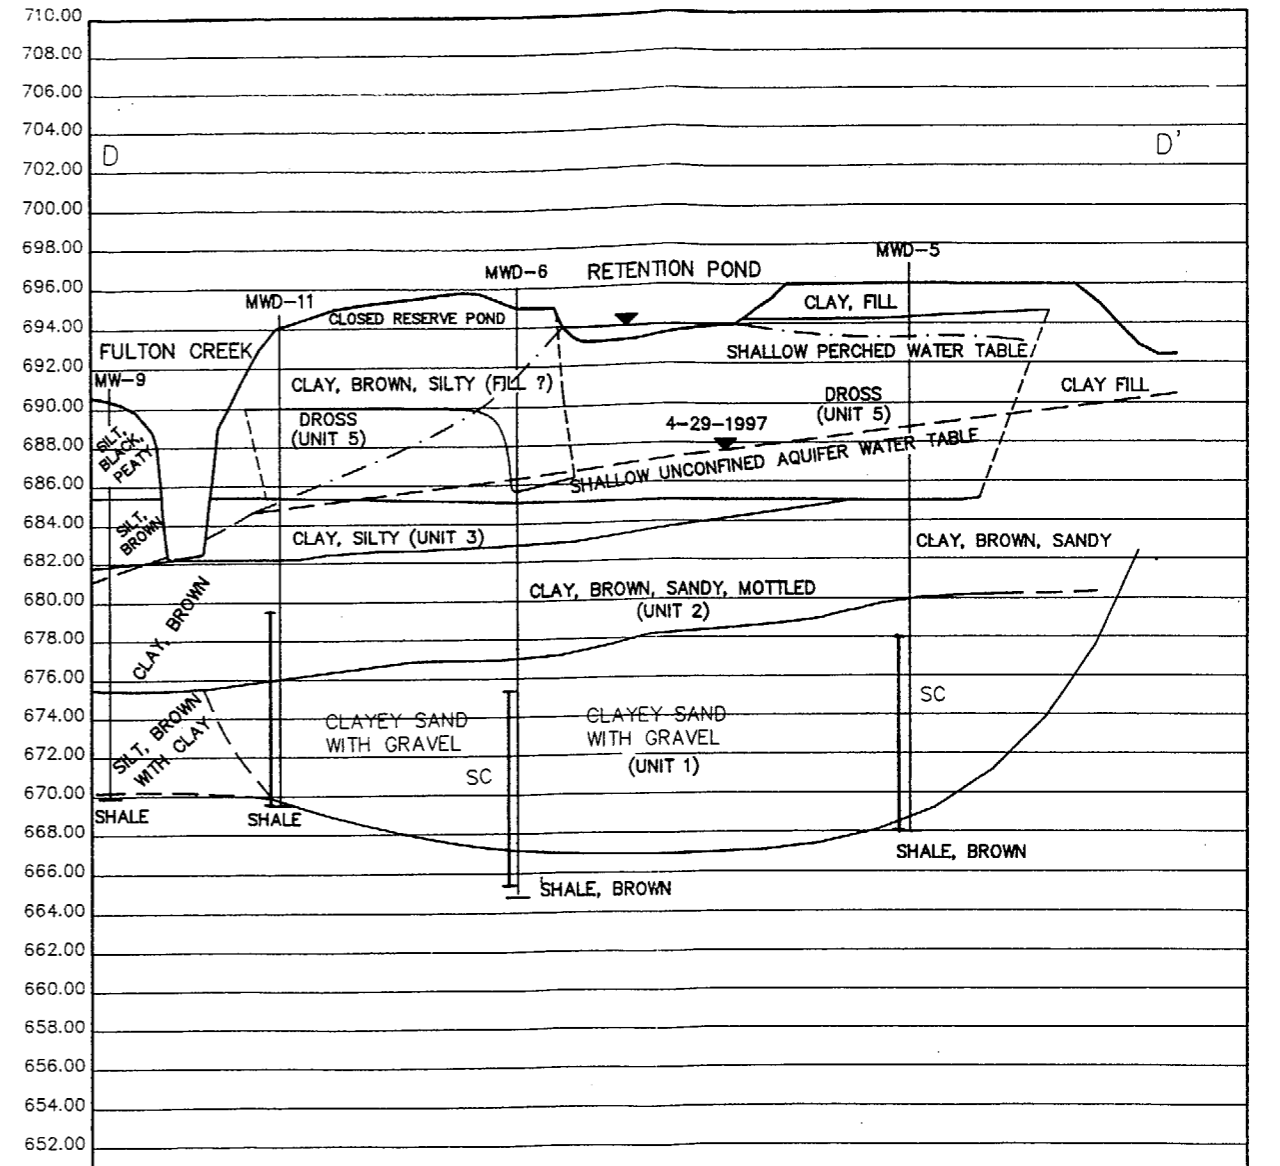 710.00
708.00
706.00
704.00
D
D'
702.00
700.00
698.00
MWD-5
MWD-6
RETENTION POND
696.00
MWD-11
CLAY, FILL
694.00
CLOSED RESERVE POND
FULTON CREEK
SHALLOW PERCHED WATER TABLE
692.00
MW-9
CLAY, BROWN, SILTY (FILL ?)
CLAY FILL
690.00
DROSS
(UNIT 5)
DROSS
(UNIT 5)
4-29-1997
688.00
SILT,
BLACK,
PEATY
SHALLOW UNCONFINED AQUIFER WATER TABLE
686.00
684.00
SILT,
BROWN
CLAY, SILTY (UNIT 3)
CLAY, BROWN, SANDY
682.00
CLAY, BROWN, SANDY, MOTTLED
(UNIT 2)
680.00
CLAY, BROWN
678.00
676.00
SC
674.00
SILT, BROWN
WITH CLAY
CLAYEY SAND
WITH GRAVEL
CLAYEY SAND
WITH GRAVEL
(UNIT 1)
672.00
SC
670.00
SHALE
SHALE
668.00
SHALE, BROWN
666.00
SHALE, BROWN
664.00
662.00
660.00
658.00
656.00
654.00
652.00